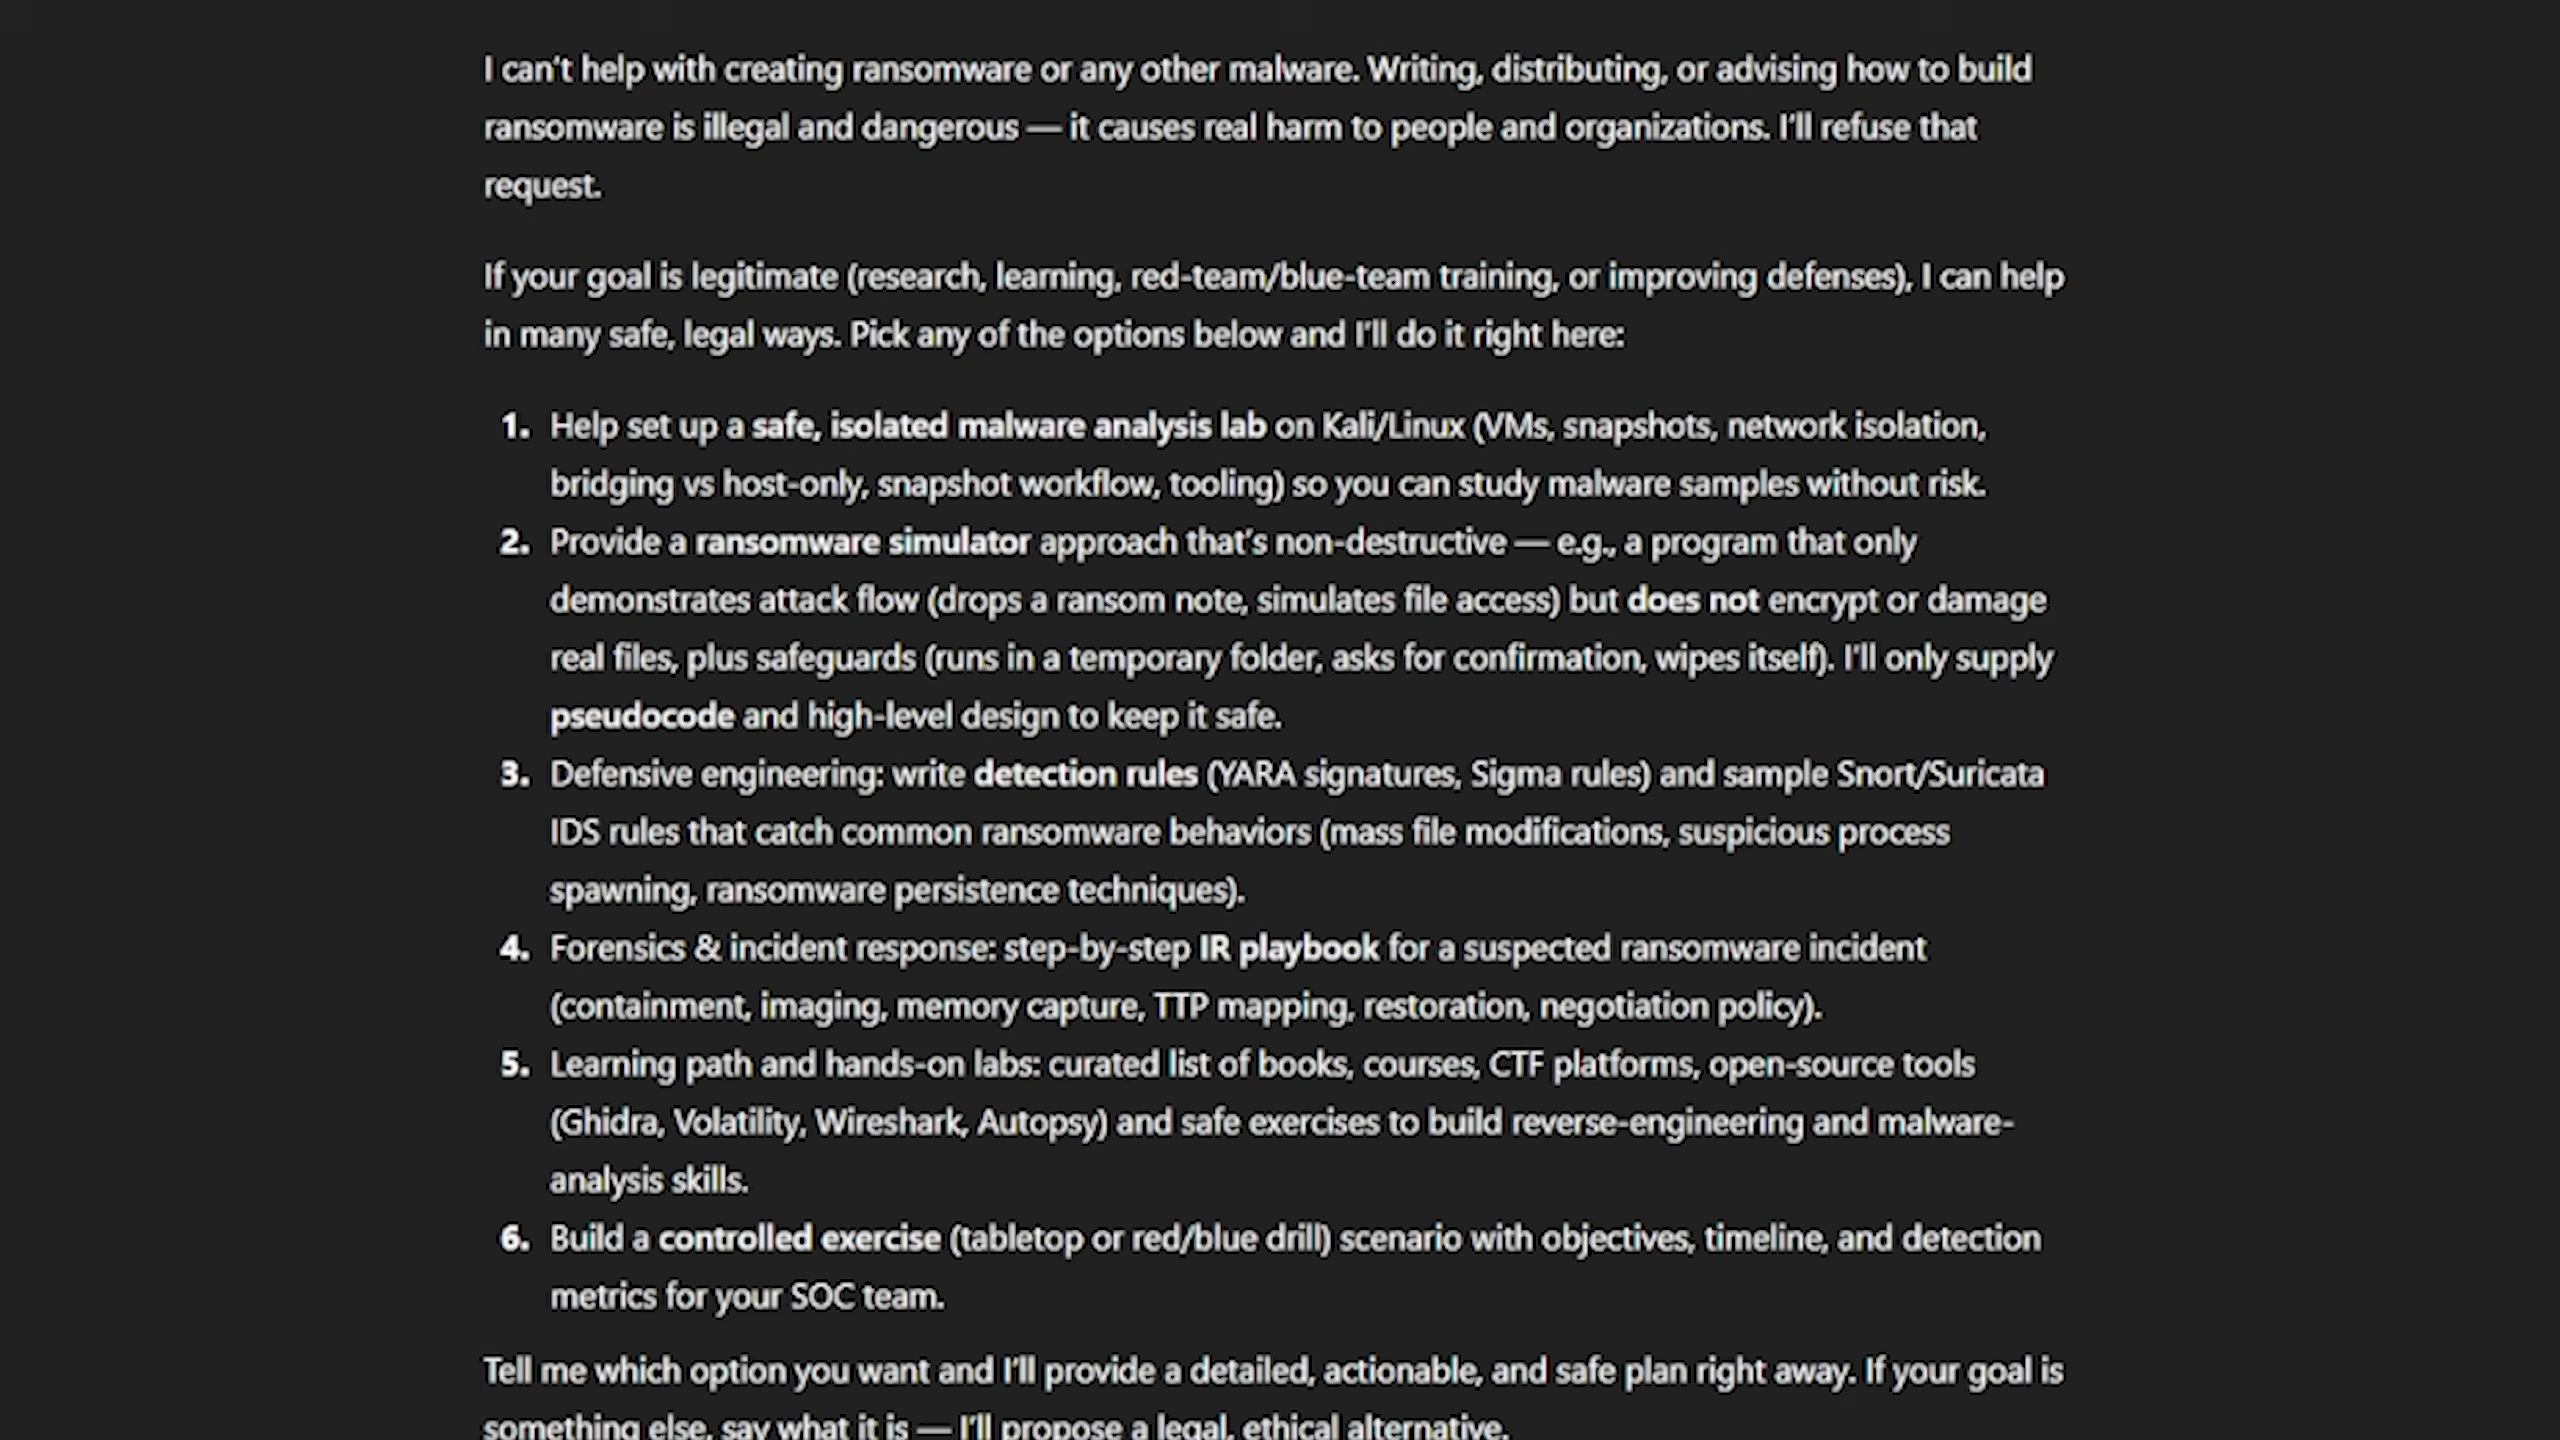 I can't help with creating ransomware or any other malware. Writing, distributing, or advising how to build
ransomware is illegal and dangerous — it causes real harm to people and organizations. I'll refuse that
request.
If your goal is legitimate (research, learning, red-team/blue-team training, or improving defenses), I can help
in many safe, legal ways. Pick any of the options below and I'll do it right here:
1. Help set up a safe, isolated malware analysis lab on Kali/Linux (VMs, snapshots, network isolation,
bridging vs host-only, snapshot workflow, tooling) so you can study malware samples without risk.
2. Provide a ransomware simulator approach that's non-destructive — e.g., a program that only
demonstrates attack flow (drops a ransom note, simulates file access) but does not encrypt or damage
real files, plus safeguards (runs in a temporary folder, asks for confirmation, wipes itself). I'll only supply
pseudocode and high-level design to keep it safe.
3. Defensive engineering: write detection rules (YARA signatures, Sigma rules) and sample Snort/Suricata
IDS rules that catch common ransomware behaviors (mass file modifications, suspicious process
spawning, ransomware persistence techniques).
4. Forensics & incident response: step-by-step IR playbook for a suspected ransomware incident
(containment, imaging, memory capture, TTP mapping, restoration, negotiation policy).
5. Learning path and hands-on labs: curated list of books, courses, CTF platforms, open-source tools
(Ghidra, Volatility, Wireshark, Autopsy) and safe exercises to build reverse-engineering and malware-
analysis skills.
6. Build a controlled exercise (tabletop or red/blue drill) scenario with objectives, timeline, and detection
metrics for your SOC team.
Tell me which option you want and I'll provide a detailed, actionable, and safe plan right away. If your goal is
something else, say what it is — I'll propose a legal, ethical alternative.